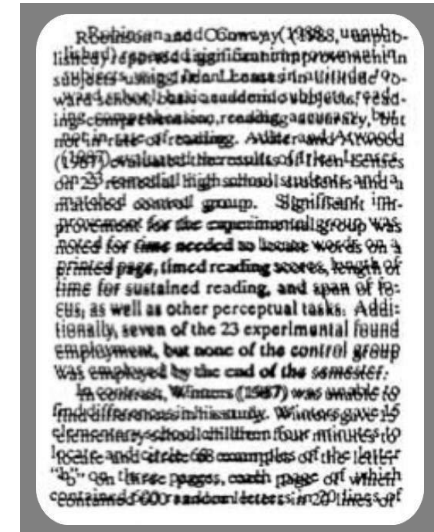 Robinson and Conway (1988, unpub-
lished) reported significant improvement in
subjects using Irlen Lenses in attitude to-
ward school, basic academic subjects, read-
ing comprehension, reading accuracy, but
not in rate of reading. Adler and Atwood
(1987) evaluated the results of Irlen Lenses
on 23 remedial high school students and a
matched control group. Significant im-
provement for the experimental group was
noted for time needed to locate words on a
printed page, timed reading scores, length of
time for sustained reading, and span of fo-
cus, as well as other perceptual tasks. Addi-
tionally, seven of the 23 experimental found
employment, but none of the control group
was employed by the end of the semester.
In contrast, Winters (1987) was unable to
find differences in his study. Winters gave 15
elementary school children four minutes to
locate and circle 688 examples of the letter
"b" on three pages, each page of which
contained 600 random letters in 20 lines of